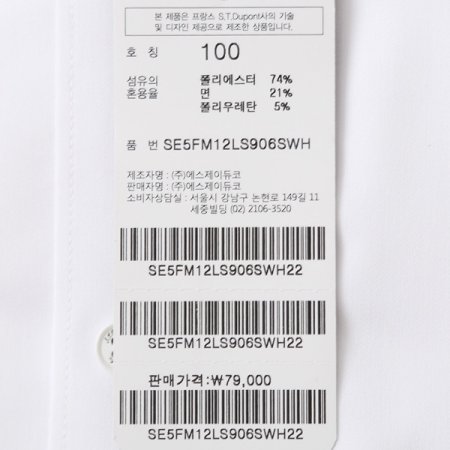 본 제품은 프랑스 S.T.Dupont사의 기술
및 디자인 제공으로 제조한 상품입니다.
호 칭 100
섬유의 폴리에스터 74%
혼용율 면 21%
폴리우레탄 5%
품 번 SE5FM12LS906SWH
제조자명 : (주)에스제이듀코
판매자명 : (주)에스제이듀코
소비자상담실 : 서울시 강남구 논현로 149길 11
세중빌딩 (02) 2106-3520
SE5FM12LS906SWH22
SE5FM12LS906SWH22
판매가격:₩79,000
SE5FM12LS906SWH22